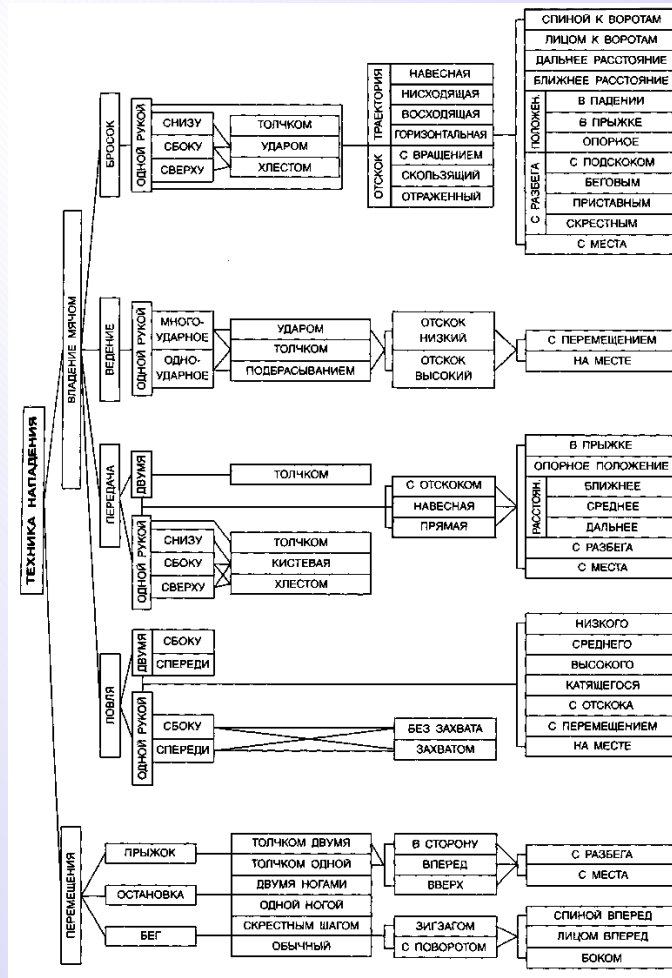 ТЕХНИКА НАПАДЕНИЯ
ВЛАДЕНИЕ МЯЧОМ
БРОСОК
ОДНОЙ РУКОЙ
СНИЗУ
СБОКУ
СВЕРХУ
ТОЛЧКОМ
УДАРОМ
ХЛЕСТОМ
ТРАЕКТОРИЯ
НАВЕСНАЯ
НИСХОДЯЩАЯ
ВОСХОДЯЩАЯ
ГОРИЗОНТАЛЬНАЯ
ОТСКОК
С ВРАЩЕНИЕМ
СКОЛЬЗЯЩИЙ
ОТРАЖЕННЫЙ
СПИНОЙ К ВОРОТАМ
ЛИЦОМ К ВОРОТАМ
ДАЛЬНЕЕ РАССТОЯНИЕ
БЛИЖНЕЕ РАССТОЯНИЕ
ПОЛОЖЕН.
В ПАДЕНИИ
В ПРЫЖКЕ
ОПОРНОЕ
С РАЗБЕГА
С ПОДСКОКОМ
БЕГОВЫМ
ПРИСТАВНЫМ
СКРЕСТНЫМ
С МЕСТА
ВЕДЕНИЕ
ОДНОЙ РУКОЙ
МНОГО-
УДАРНОЕ
ОДНО-
УДАРНОЕ
УДАРОМ
ТОЛЧКОМ
ПОДБРАСЫВАНИЕМ
ОТСКОК
НИЗКИЙ
ОТСКОК
ВЫСОКИЙ
С ПЕРЕМЕЩЕНИЕМ
НА МЕСТЕ
ПЕРЕДАЧА
ДВУМЯ
ТОЛЧКОМ
ОДНОЙ РУКОЙ
СНИЗУ
СБОКУ
СВЕРХУ
ТОЛЧКОМ
КИСТЕВАЯ
ХЛЕСТОМ
С ОТСКОКОМ
НАВЕСНАЯ
ПРЯМАЯ
В ПРЫЖКЕ
ОПОРНОЕ ПОЛОЖЕНИЕ
РАССТОЯН.
БЛИЖНЕЕ
СРЕДНЕЕ
ДАЛЬНЕЕ
С РАЗБЕГА
С МЕСТА
ЛОВЛЯ
ДВУМЯ
СБОКУ
СПЕРЕДИ
ОДНОЙ РУКОЙ
СБОКУ
СПЕРЕДИ
БЕЗ ЗАХВАТА
ЗАХВАТОМ
НИЗКОГО
СРЕДНЕГО
ВЫСОКОГО
КАТЯЩЕГОСЯ
С ОТСКОКА
С ПЕРЕМЕЩЕНИЕМ
НА МЕСТЕ
ПЕРЕМЕЩЕНИЯ
ПРЫЖОК
ОСТАНОВКА
БЕГ
ТОЛЧКОМ ДВУМЯ
ТОЛЧКОМ ОДНОЙ
ДВУМЯ НОГАМИ
ОДНОЙ НОГОЙ
СКРЕСТНЫМ ШАГОМ
ОБЫЧНЫЙ
В СТОРОНУ
ВПЕРЕД
ВВЕРХ
С РАЗБЕГА
С МЕСТА
ЗИГЗАГОМ
С ПОВОРОТОМ
СПИНОЙ ВПЕРЕД
ЛИЦОМ ВПЕРЕД
БОКОМ